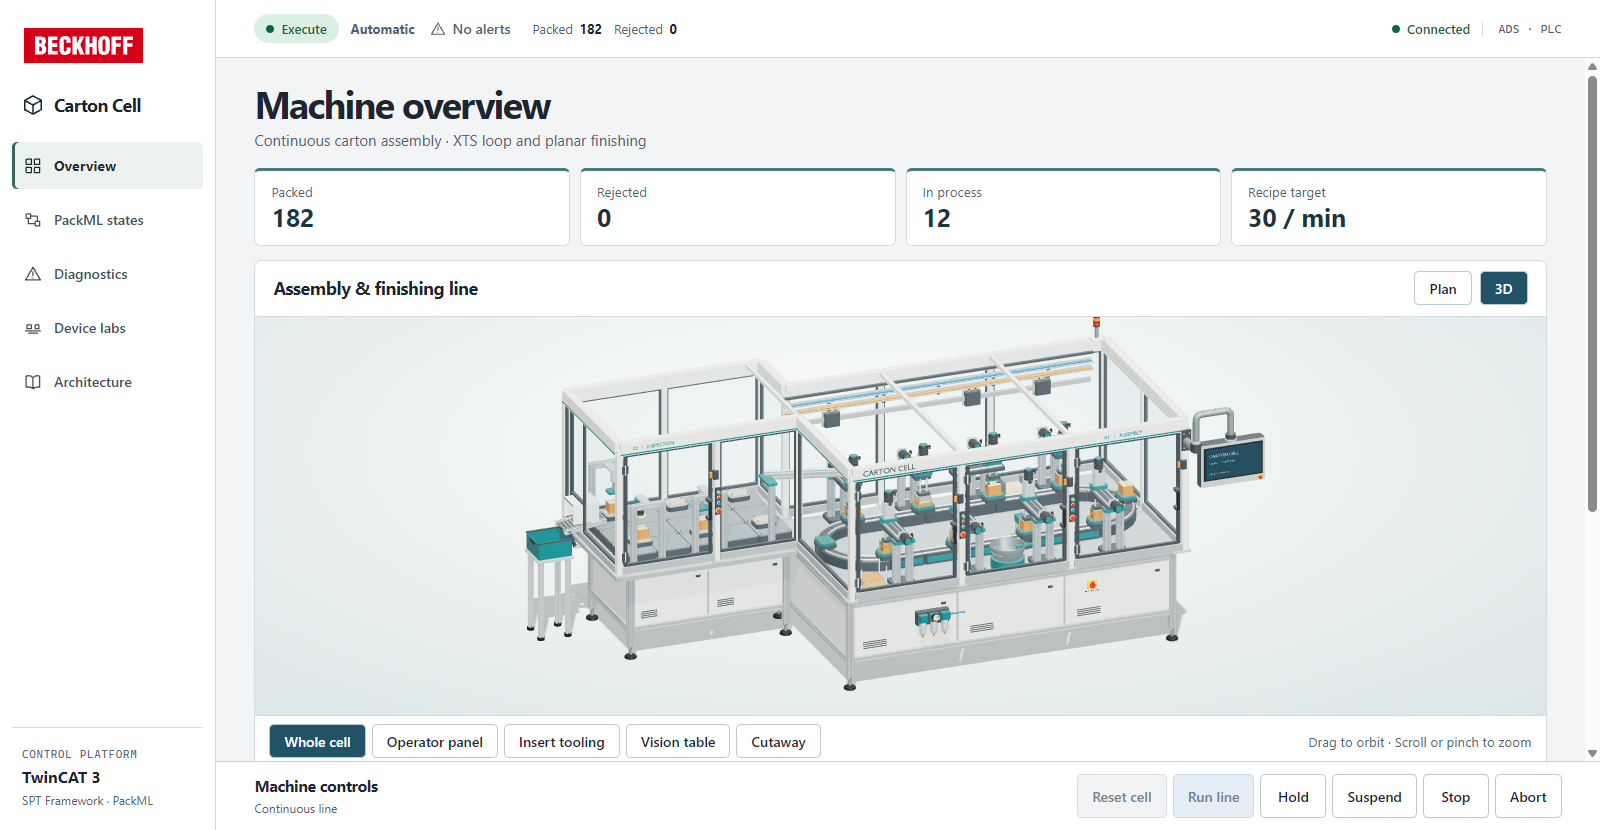 BECKHOFF
Carton Cell
Overview
PackML states
Diagnostics
Device labs
Architecture
CONTROL PLATFORM
TwinCAT 3
SPT Framework · PackML
Execute
Automatic
No alerts
Packed 182
Rejected 0
Connected
ADS · PLC
Machine overview
Continuous carton assembly · XTS loop and planar finishing
Packed
182
Rejected
0
In process
12
Recipe target
30 / min
Assembly & finishing line
Plan
3D
CARTON CELL
CARTON CELL
Whole cell
Operator panel
Insert tooling
Vision table
Cutaway
Drag to orbit · Scroll or pinch to zoom
Machine controls
Continuous line
Reset cell
Run line
Hold
Suspend
Stop
Abort